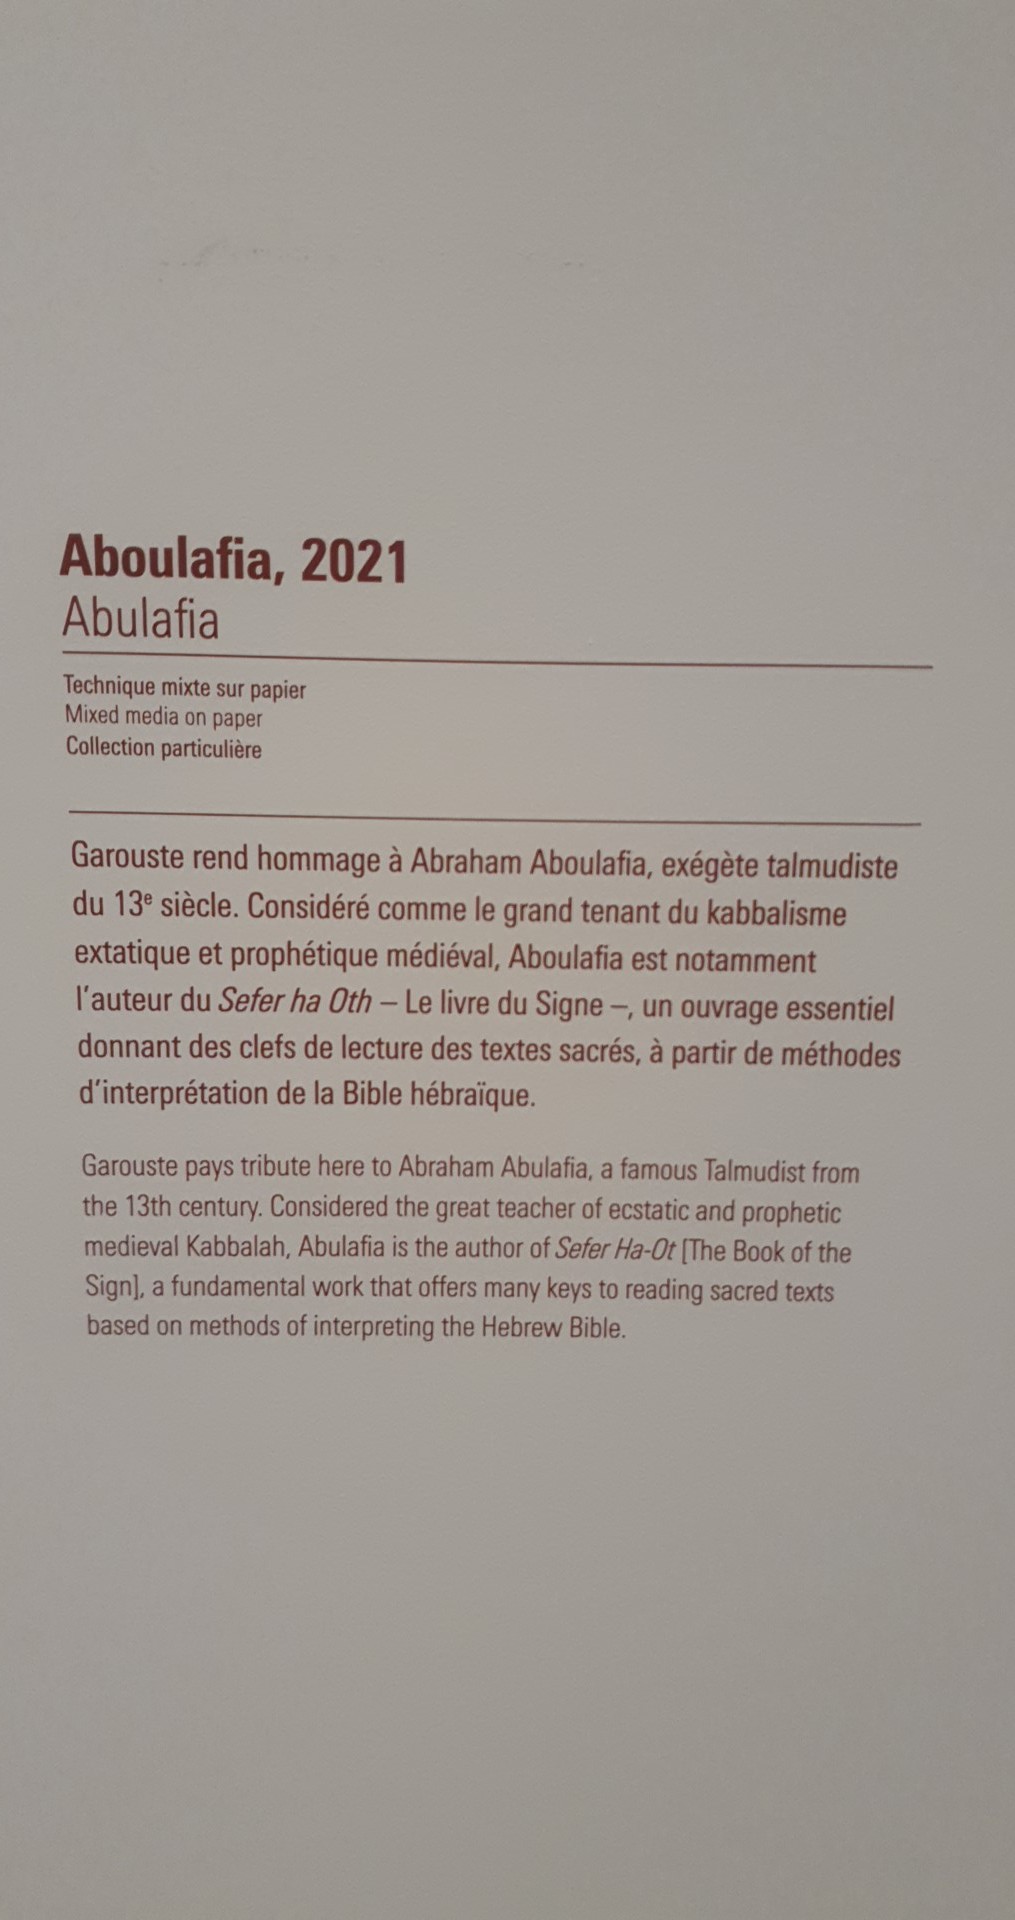 Aboulafia, 2021
Abulafia
Technique mixte sur papier
Mixed media on paper
Collection particulière
Garouste rend hommage à Abraham Aboulafia, exégète talmudiste
du 13e siècle. Considéré comme le grand tenant du kabbalisme
extatique et prophétique médiéval, Aboulafia est notamment
l'auteur du Sefer ha Oth – Le livre du Signe –, un ouvrage essentiel
donnant des clefs de lecture des textes sacrés, à partir de méthodes
d'interprétation de la Bible hébraïque.
Garouste pays tribute here to Abraham Abulafia, a famous Talmudist from
the 13th century. Considered the great teacher of ecstatic and prophetic
medieval Kabbalah, Abulafia is the author of Sefer Ha-Ot [The Book of the
Sign], a fundamental work that offers many keys to reading sacred texts
based on methods of interpreting the Hebrew Bible.